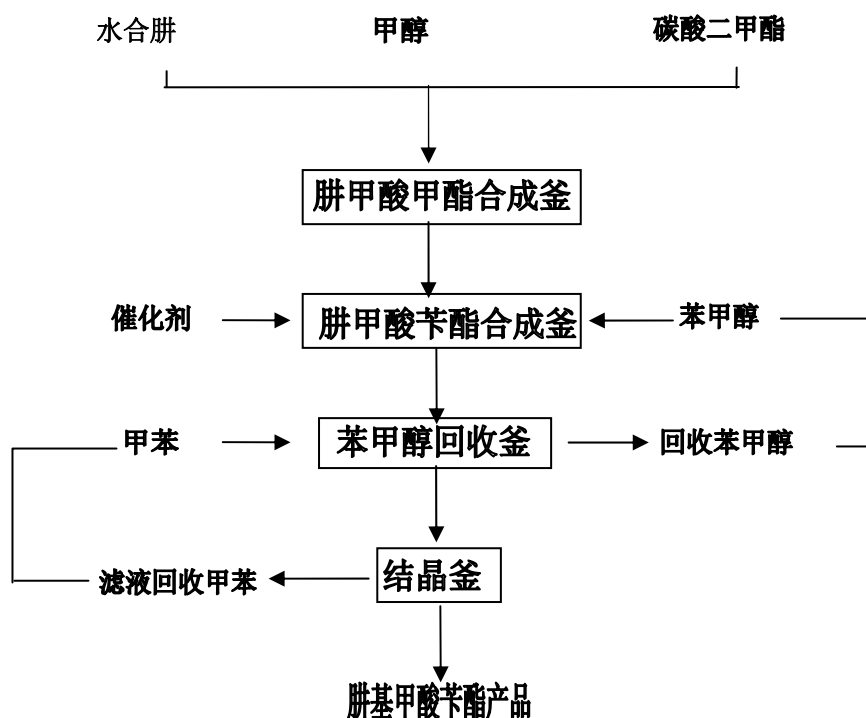 水合肼
甲醇
碳酸二甲酯
肼甲酸甲酯合成釜
催化剂
肼甲酸苄酯合成釜
苯甲醇
甲苯
苯甲醇回收釜
回收苯甲醇
滤液回收甲苯
结晶釜
肼基甲酸苄酯产品